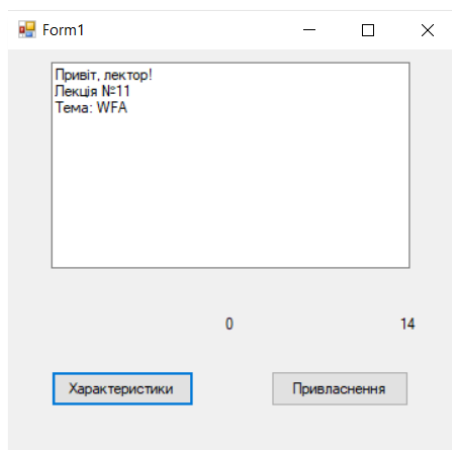 Form1
Привіт, лектор!
Лекція №11
Тема: WFA
0 14
Характеристики Привласнення